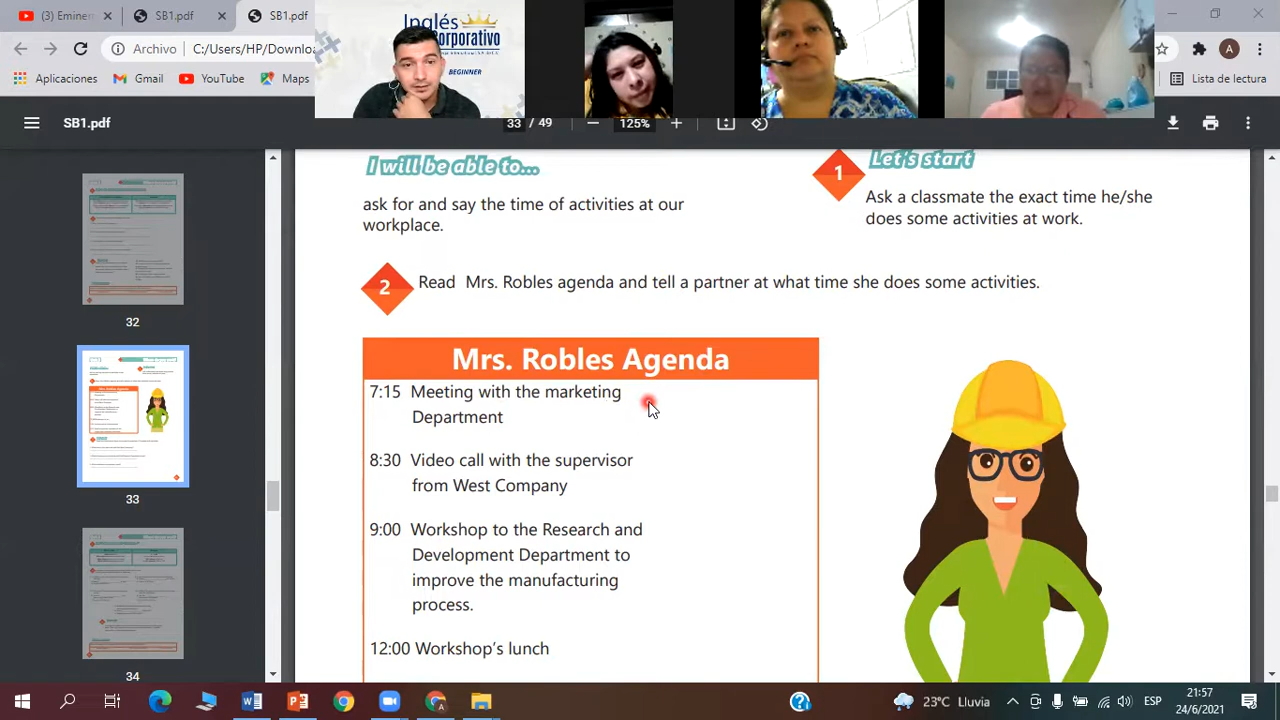 (3) Eminer
SB1.pdf
SB1.pdf
Archivo
C:/Users/HP/Downlo
A
Aplicaciones
Gmail
YouTube
Maps
Lista de lectura
Inglés
Corporativo
BEGINNER
SB1.pdf
33 / 49
125%
32
33
34
I will be able to...
ask for and say the time of activities at our
workplace.
1
Let's start
Ask a classmate the exact time he/she
does some activities at work.
2
Read Mrs. Robles agenda and tell a partner at what time she does some activities.
Mrs. Robles Agenda
7:15 Meeting with the marketing
Department
8:30 Video call with the supervisor
from West Company
9:00 Workshop to the Research and
Development Department to
improve the manufacturing
process.
12:00 Workshop's lunch
23°C Lluvia
ESP
21:57
24/6/2021